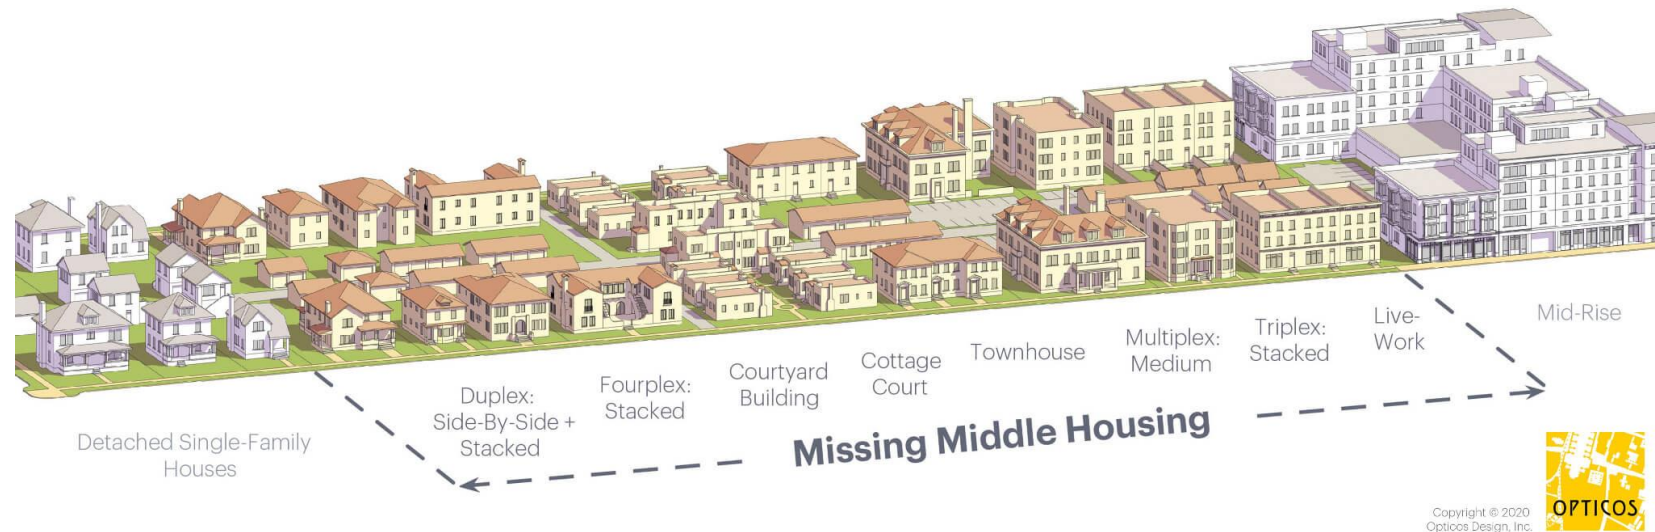 Detached Single-Family
Houses
Duplex:
Side-By-Side +
Stacked
Fourplex:
Stacked
Courtyard
Building
Cottage
Court
Townhouse
Multiplex:
Medium
Triplex:
Stacked
Live-
Work
Mid-Rise
Missing Middle Housing
Copyright © 2020
Opticos Design, Inc.
OPTICOS